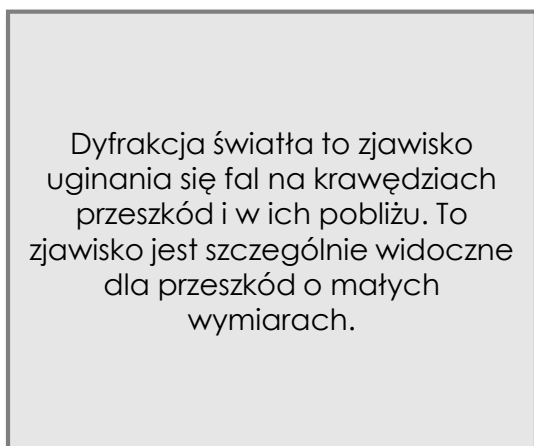 Dyfrakcja światła to zjawisko
uginania się fal na krawędziach
przeszkód i w ich pobliżu. To
zjawisko jest szczególnie widoczne
dla przeszkód o małych
wymiarach.